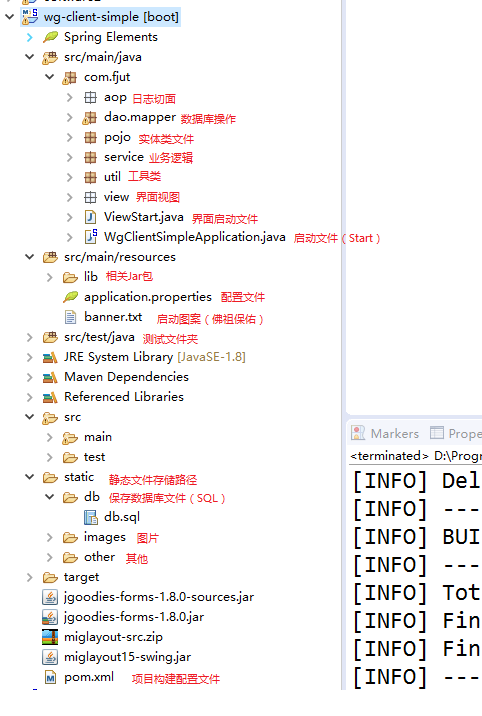 wg-client-simple [boot]
Spring Elements
src/main/java
com.fjut
aop 日志切面
dao.mapper 数据库操作
pojo 实体类文件
service 业务逻辑
util 工具类
view 界面视图
ViewStart.java 界面启动文件
WgClientSimpleApplication.java 启动文件（Start）
src/main/resources
lib 相关Jar包
application.properties 配置文件
banner.txt 启动图案（佛祖保佑）
src/test/java 测试文件夹
JRE System Library [JavaSE-1.8]
Maven Dependencies
Referenced Libraries
src
main
test
static 静态文件存储路径
db 保存数据库文件（SQL）
db.sql
images 图片
other 其他
target
jgoodies-forms-1.8.0-sources.jar
jgoodies-forms-1.8.0.jar
miglayout-src.zip
miglayout15-swing.jar
pom.xml 项目构建配置文件
Markers Prope
<terminated> D:\Progr
[INFO] Del
[INFO] ---
[INFO] BUI
[INFO] ---
[INFO] Tot
[INFO] Fin
[INFO] Fin
[INFO] ---